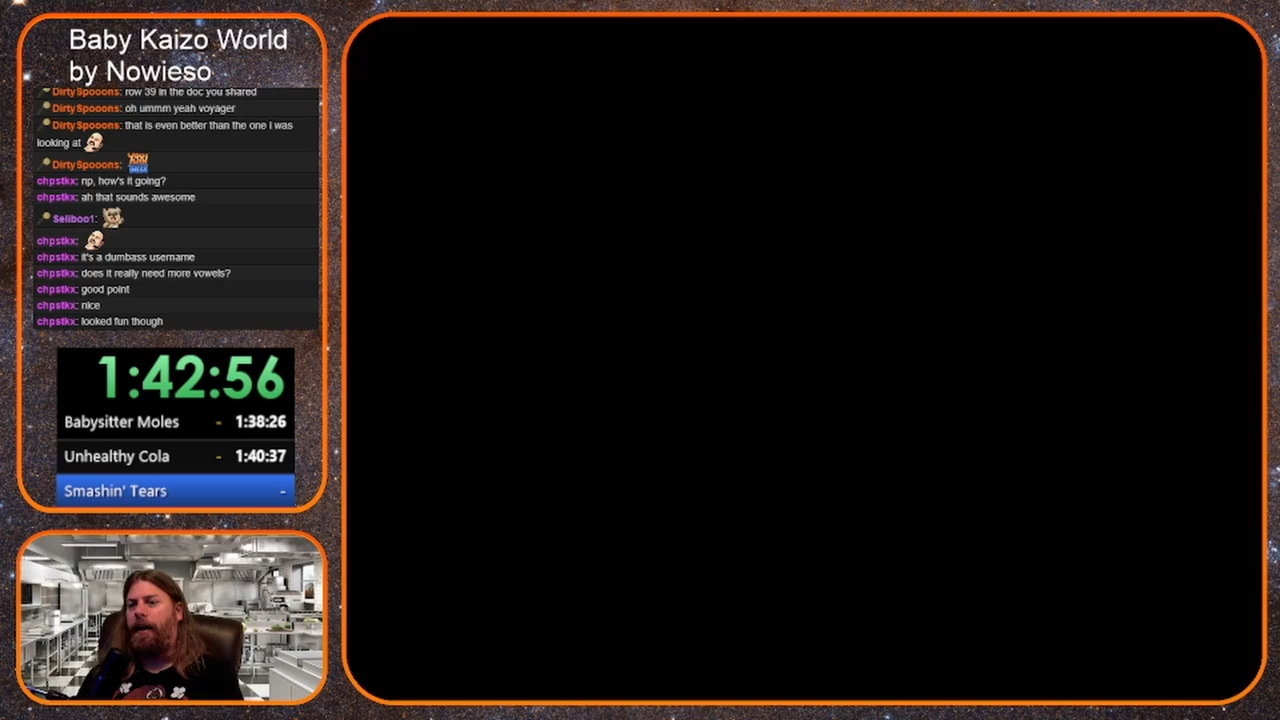 Baby Kaizo World
by Nowieso
DirtySpooons: row 39 in the doc you shared
DirtySpooons: oh ummm yeah voyager
DirtySpooons: that is even better than the one I was
looking at
DirtySpooons:
chpstkx: np, how's it going?
chpstkx: ah that sounds awesome
Seliboo1:
chpstkx:
chpstkx: it's a dumbass username
chpstkx: does it really need more vowels?
chpstkx: good point
chpstkx: nice
chpstkx: looked fun though
1:42:56
Babysitter Moles - 1:38:26
Unhealthy Cola - 1:40:37
Smashin' Tears -